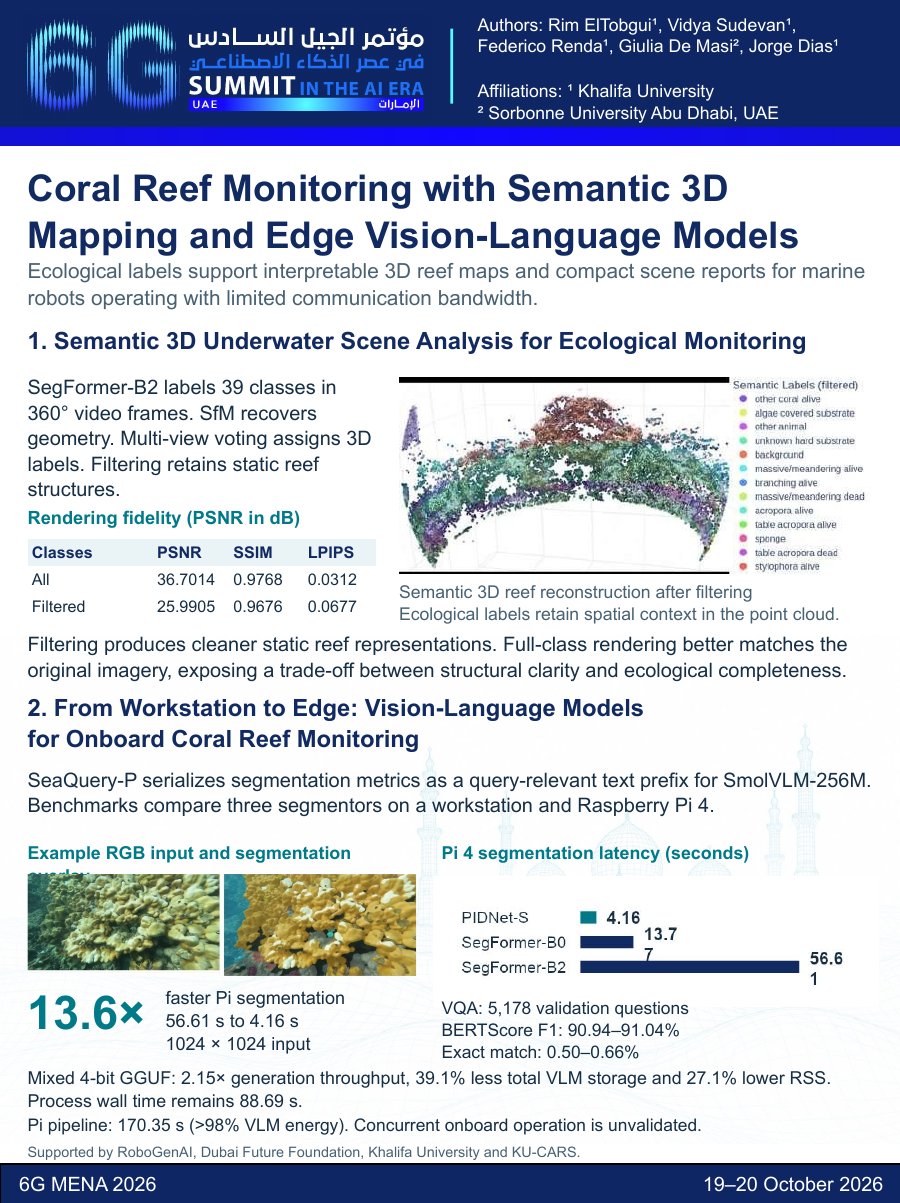 6G
مؤتمر الجيل السادس
في عصر الذكاء الاصطناعي
SUMMIT IN THE AI ERA
UAE الإمارات
Authors: Rim ElTobgui¹, Vidya Sudevan¹,
Federico Renda¹, Giulia De Masi², Jorge Dias¹
Affiliations: ¹ Khalifa University
² Sorbonne University Abu Dhabi, UAE
Coral Reef Monitoring with Semantic 3D
Mapping and Edge Vision-Language Models
Ecological labels support interpretable 3D reef maps and compact scene reports for marine
robots operating with limited communication bandwidth.
1. Semantic 3D Underwater Scene Analysis for Ecological Monitoring
SegFormer-B2 labels 39 classes in
360° video frames. SfM recovers
geometry. Multi-view voting assigns 3D
labels. Filtering retains static reef
structures.
Rendering fidelity (PSNR in dB)
Classes PSNR SSIM LPIPS
All 36.7014 0.9768 0.0312
Filtered 25.9905 0.9676 0.0677
Semantic Labels (filtered)
other coral alive
algae covered substrate
other animal
unknown hard substrate
background
massive/meandering alive
branching alive
massive/meandering dead
acropora alive
table acropora alive
sponge
table acropora dead
stylophora alive
Semantic 3D reef reconstruction after filtering
Ecological labels retain spatial context in the point cloud.
Filtering produces cleaner static reef representations. Full-class rendering better matches the
original imagery, exposing a trade-off between structural clarity and ecological completeness.
2. From Workstation to Edge: Vision-Language Models
for Onboard Coral Reef Monitoring
SeaQuery-P serializes segmentation metrics as a query-relevant text prefix for SmolVLM-256M.
Benchmarks compare three segmentors on a workstation and Raspberry Pi 4.
Example RGB input and segmentation
overlay
Pi 4 segmentation latency (seconds)
PIDNet-S 4.16
SegFormer-B0 13.7
7
SegFormer-B2 56.6
1
13.6×
faster Pi segmentation
56.61 s to 4.16 s
1024 × 1024 input
VQA: 5,178 validation questions
BERTScore F1: 90.94–91.04%
Exact match: 0.50–0.66%
Mixed 4-bit GGUF: 2.15× generation throughput, 39.1% less total VLM storage and 27.1% lower RSS.
Process wall time remains 88.69 s.
Pi pipeline: 170.35 s (>98% VLM energy). Concurrent onboard operation is unvalidated.
Supported by RoboGenAI, Dubai Future Foundation, Khalifa University and KU-CARS.
6G MENA 2026
19–20 October 2026